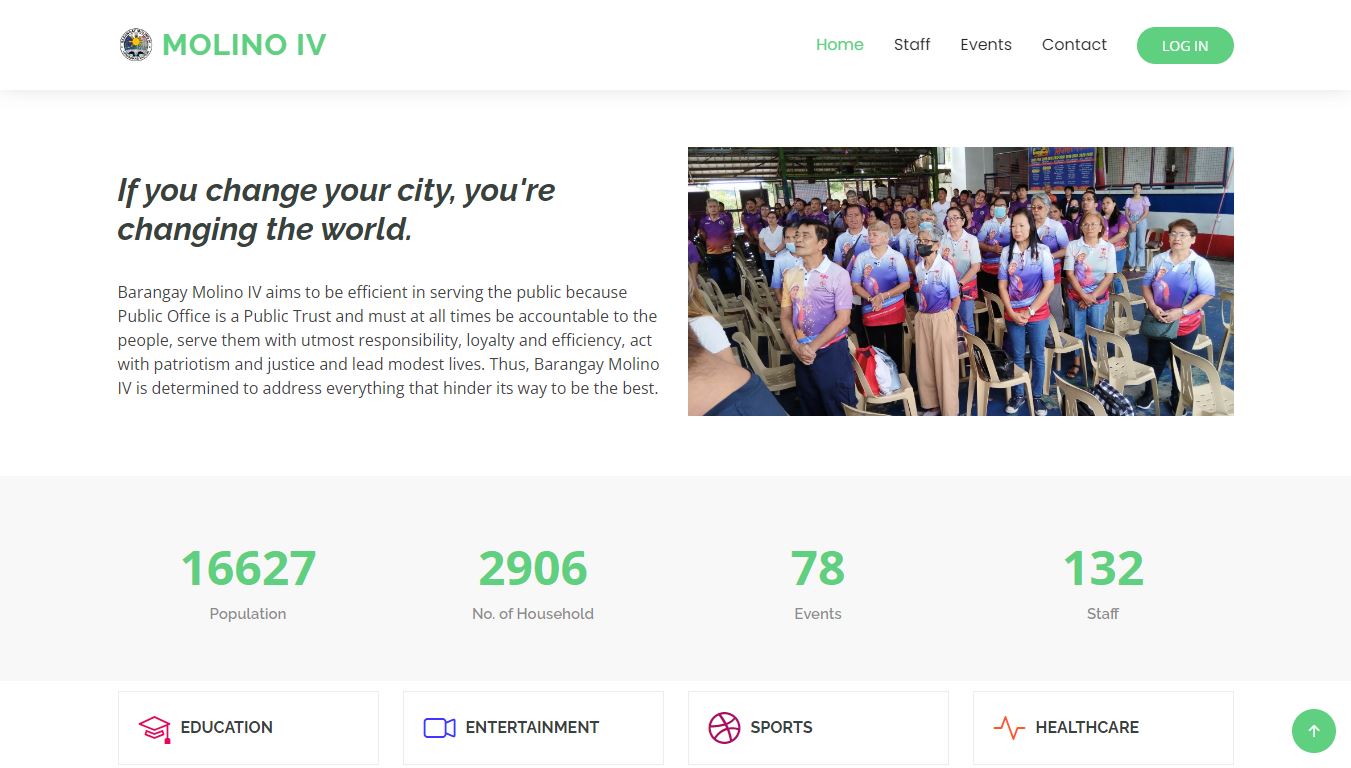 MOLINO IV
Home Staff Events Contact LOG IN
If you change your city, you're
changing the world.
Barangay Molino IV aims to be efficient in serving the public because
Public Office is a Public Trust and must at all times be accountable to the
people, serve them with utmost responsibility, loyalty and efficiency, act
with patriotism and justice and lead modest lives. Thus, Barangay Molino
IV is determined to address everything that hinder its way to be the best.
16627 2906 78 132
Population No. of Household Events Staff
EDUCATION ENTERTAINMENT SPORTS HEALTHCARE